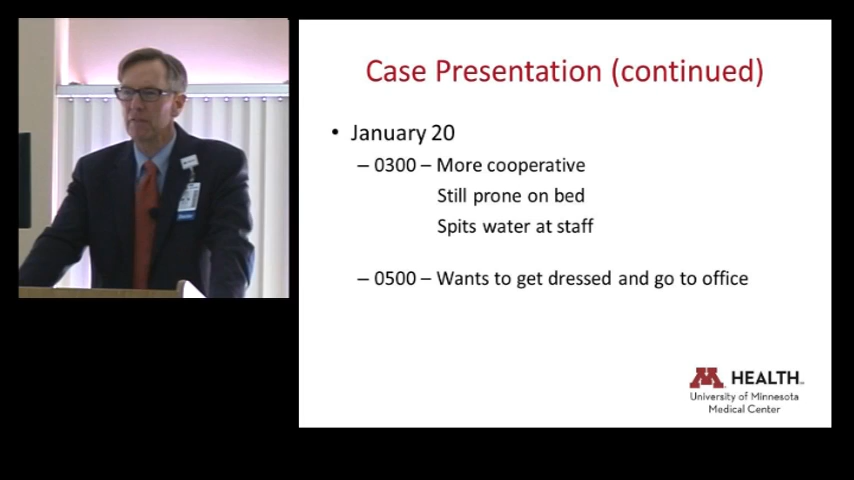 Case Presentation (continued)
• January 20
– 0300 – More cooperative
Still prone on bed
Spits water at staff
– 0500 – Wants to get dressed and go to office
M HEALTH
University of Minnesota
Medical Center